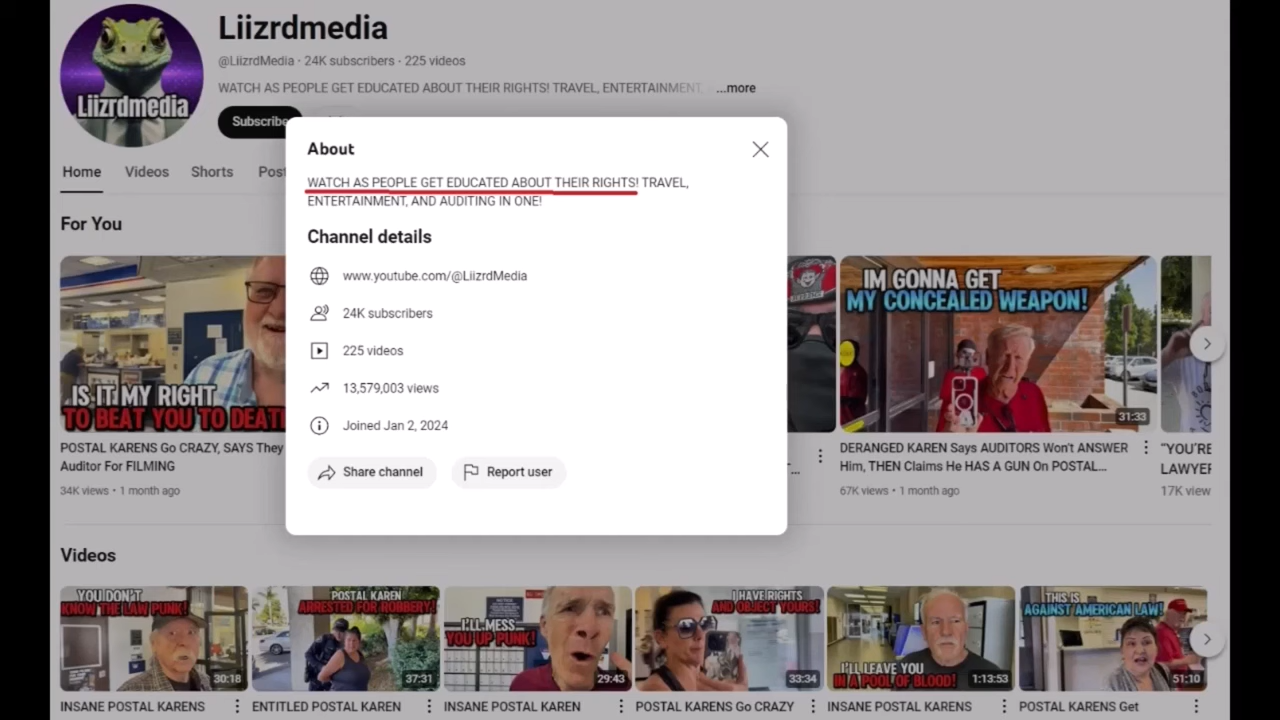 Liizrdmedia
@LiizrdMedia · 24K subscribers · 225 videos
WATCH AS PEOPLE GET EDUCATED ABOUT THEIR RIGHTS! TRAVEL, ENTERTAINMENT, ...more
Liizrdmedia
Subscribe
Home Videos Shorts Post
For You
About
WATCH AS PEOPLE GET EDUCATED ABOUT THEIR RIGHTS! TRAVEL,
ENTERTAINMENT, AND AUDITING IN ONE!
Channel details
www.youtube.com/@LiizrdMedia
24K subscribers
225 videos
13,579,003 views
Joined Jan 2, 2024
Share channel
Report user
IS IT MY RIGHT
TO BEAT YOU TO DEAT
POSTAL KARENS Go CRAZY, SAYS They
Auditor For FILMING
34K views • 1 month ago
IM GONNA GET
MY CONCEALED WEAPON!
31:33
DERANGED KAREN Says AUDITORS Won't ANSWER
Him, THEN Claims He HAS A GUN On POSTAL...
67K views • 1 month ago
"YOU'RE
LAWYER
17K view
Videos
YOU DON'T
KNOW THE LAW PUNK!
30:18
INSANE POSTAL KARENS
POSTAL KAREN
ARRESTED FOR ROBBERY!
37:31
ENTITLED POSTAL KAREN
I'LL MESS...
YOU UP PUNK!
29:43
INSANE POSTAL KAREN
I HAVE RIGHTS
AND OBJECT YOURS!
33:34
POSTAL KARENS Go CRAZY
I'LL LEAVE YOU
IN A POOL OF BLOOD!
1:13:53
INSANE POSTAL KARENS
THIS IS
AGAINST AMERICAN LAW!
51:10
POSTAL KARENS Get